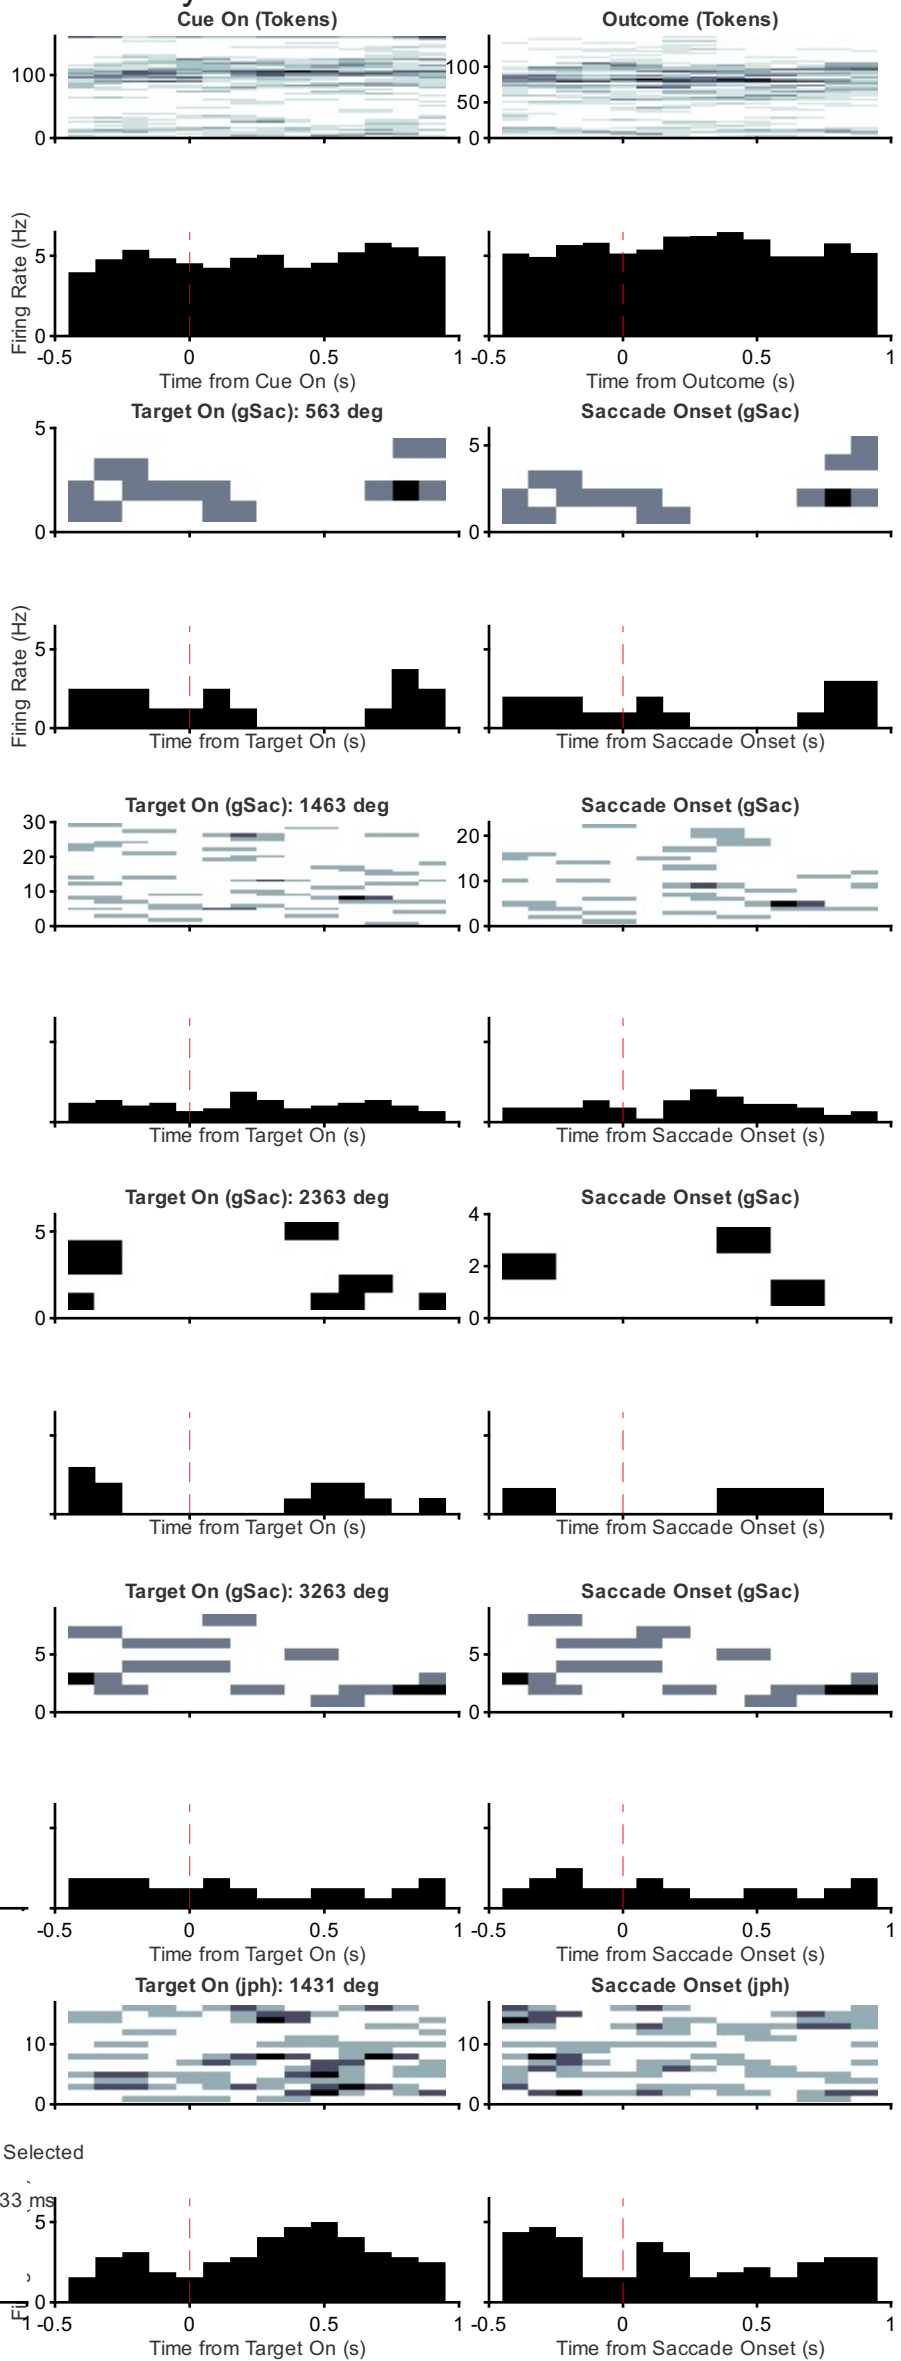 Cue On (Tokens) Outcome (Tokens)
100 100
50
0 0
Firing Rate (Hz)
5
0
-0.5 0 0.5 1 -0.5 0 0.5 1
Time from Cue On (s) Time from Outcome (s)
Target On (gSac): 563 deg Saccade Onset (gSac)
5 5
0 0
Firing Rate (Hz)
5
0
Time from Target On (s) Time from Saccade Onset (s)
Target On (gSac): 1463 deg Saccade Onset (gSac)
30
20 20
10 10
0 0
Time from Target On (s) Time from Saccade Onset (s)
Target On (gSac): 2363 deg Saccade Onset (gSac)
5 4
2
0 0
Time from Target On (s) Time from Saccade Onset (s)
Target On (gSac): 3263 deg Saccade Onset (gSac)
5 5
0 0
-0.5 0 0.5 1 -0.5 0 0.5 1
Time from Target On (s) Time from Saccade Onset (s)
Target On (jph): 1431 deg Saccade Onset (jph)
10 10
0 0
Selected
33 ms
5
0
1 -0.5 0 0.5 1 -0.5 0 0.5 1
Time from Target On (s) Time from Saccade Onset (s)